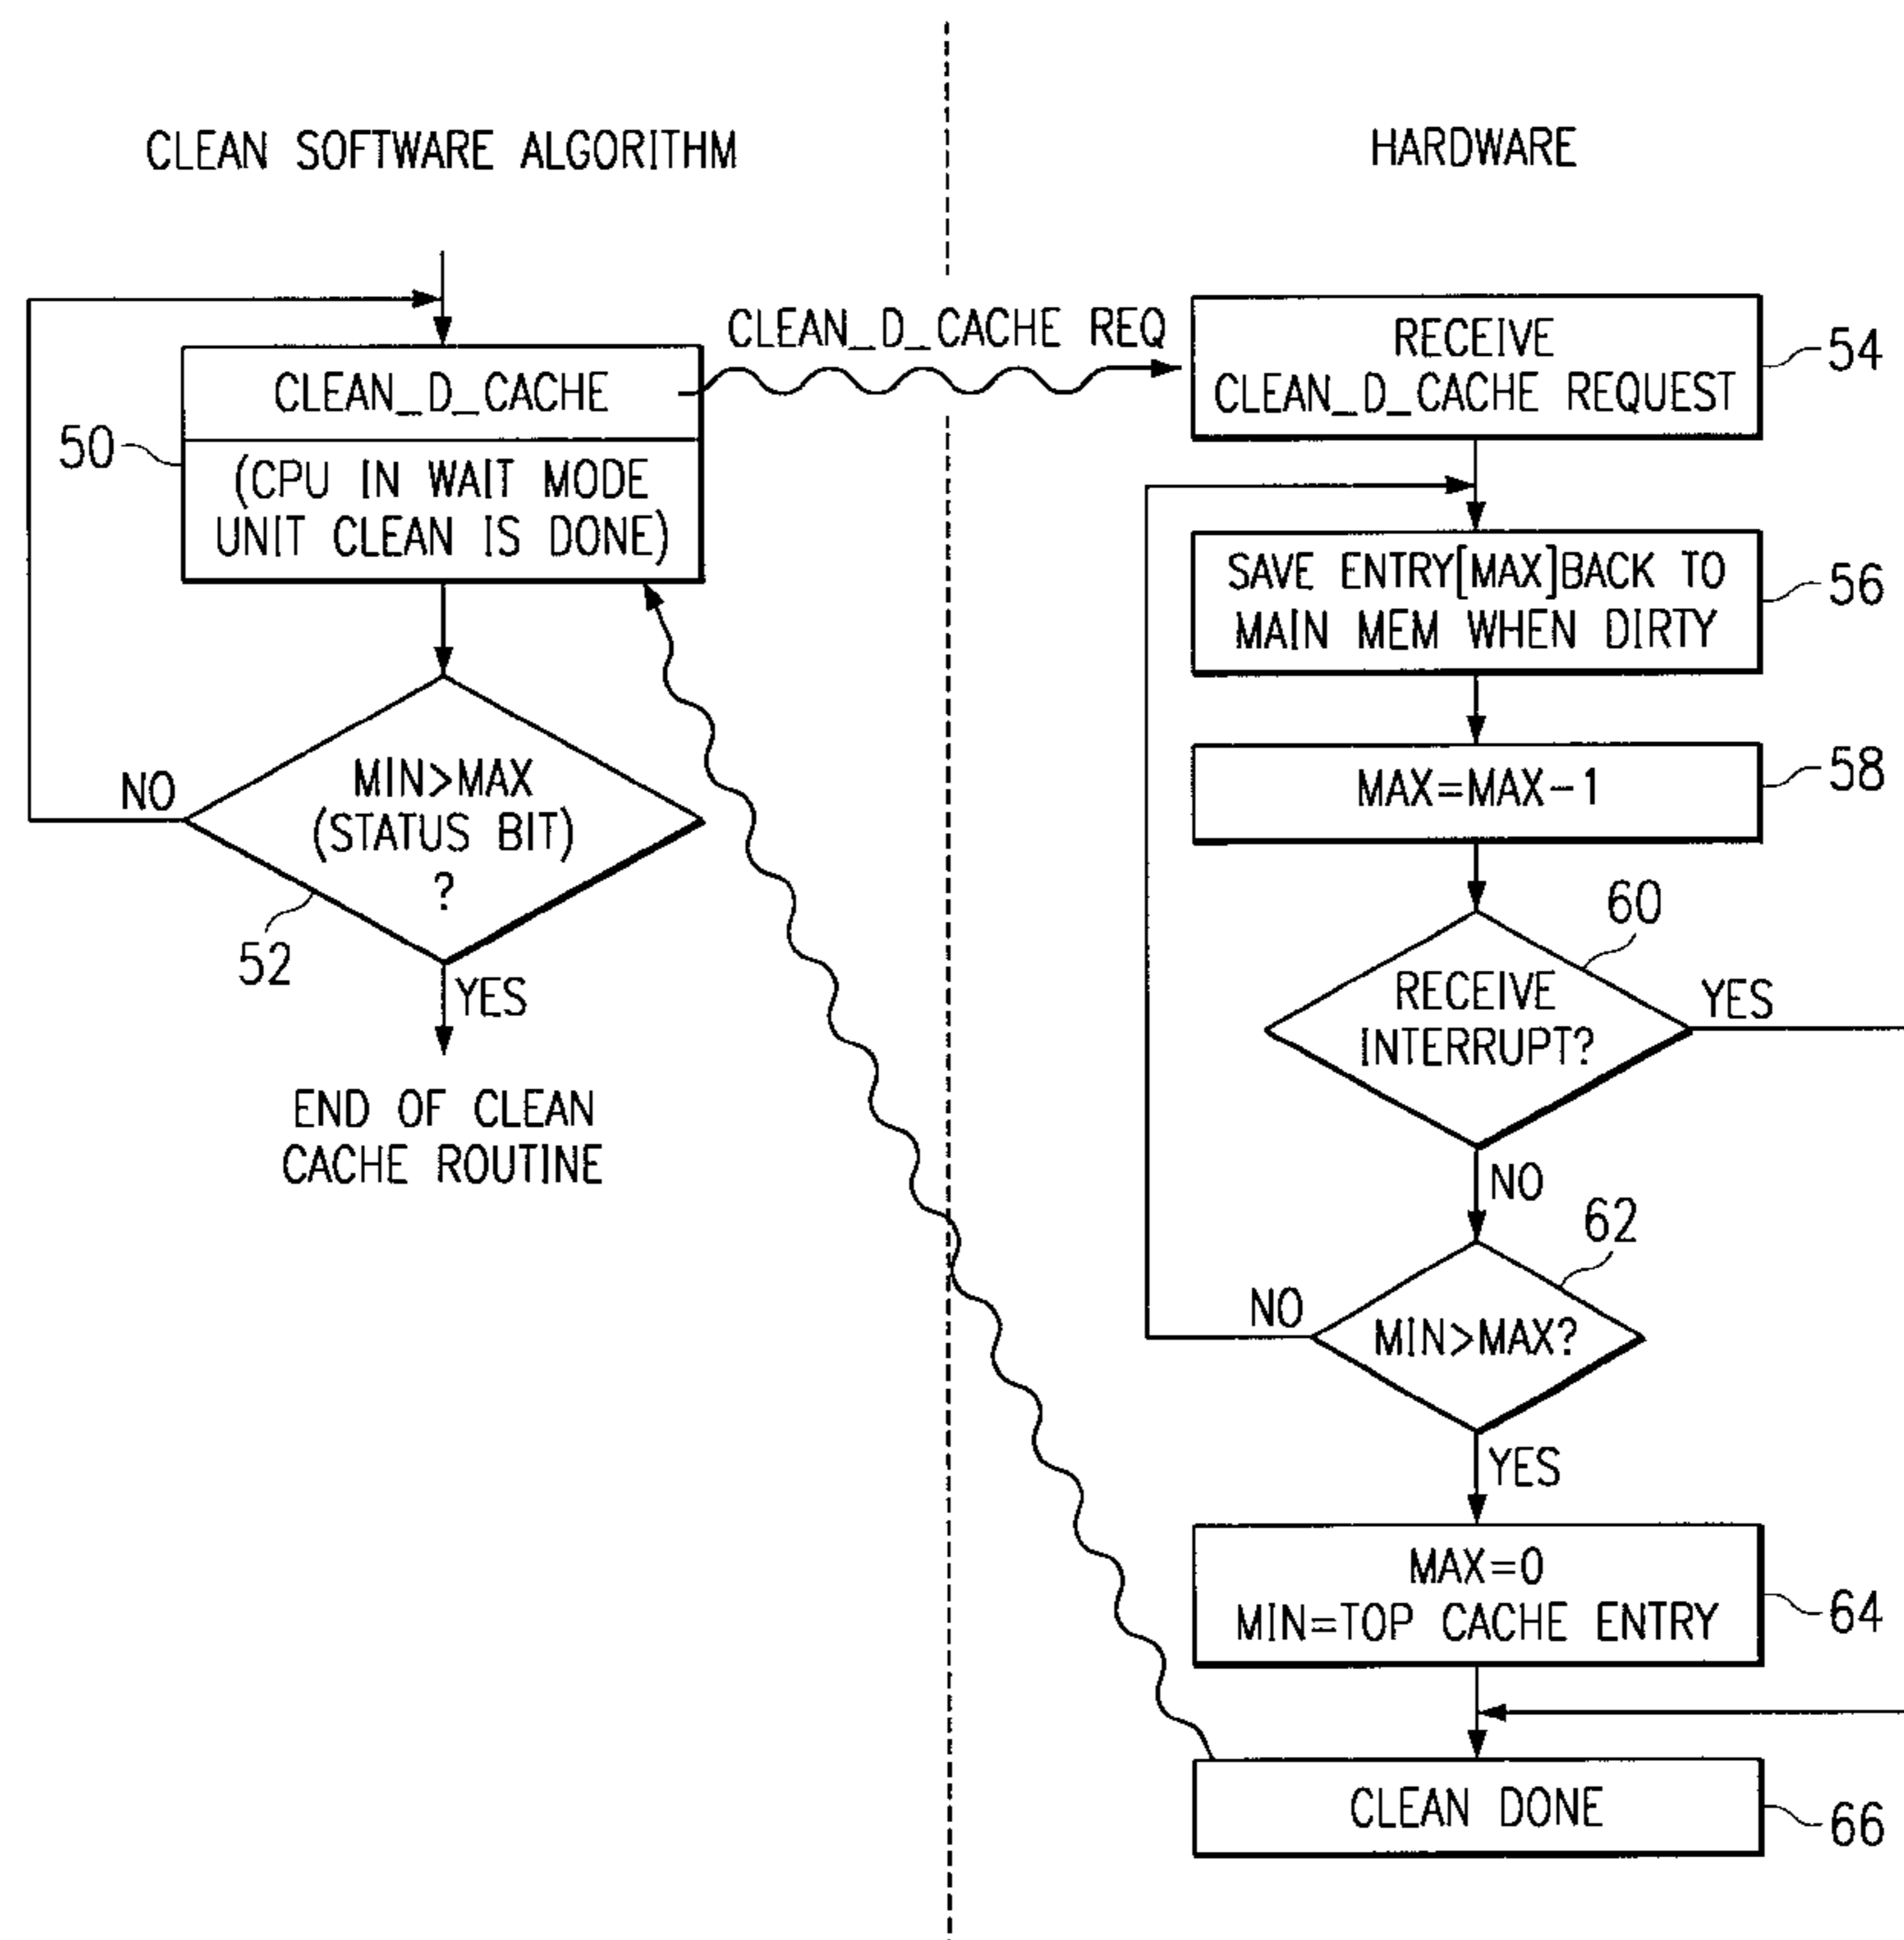 CLEAN SOFTWARE ALGORITHM
HARDWARE
CLEAN_D_CACHE
50
(CPU IN WAIT MODE
UNIT CLEAN IS DONE)
CLEAN_D_CACHE REQ
MIN>MAX
(STATUS BIT)
?
NO
52
YES
END OF CLEAN
CACHE ROUTINE
RECEIVE
CLEAN_D_CACHE REQUEST
54
SAVE ENTRY[MAX]BACK TO
MAIN MEM WHEN DIRTY
56
MAX=MAX-1
58
60
RECEIVE
INTERRUPT?
YES
NO
62
MIN>MAX?
NO
YES
MAX=0
MIN=TOP CACHE ENTRY
64
CLEAN DONE
66